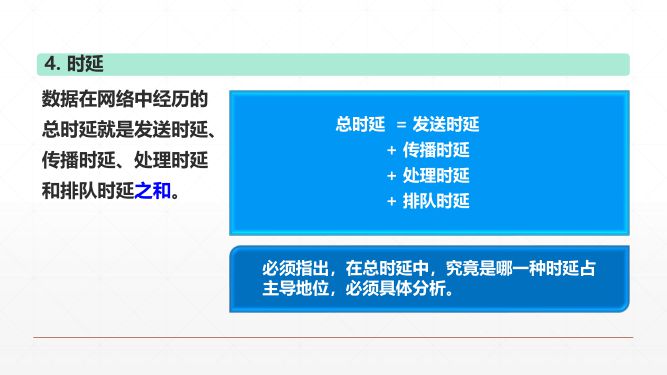 4. 时延
数据在网络中经历的
总时延就是发送时延、
传播时延、处理时延
和排队时延之和。
总时延 = 发送时延
+ 传播时延
+ 处理时延
+ 排队时延
必须指出，在总时延中，究竟是哪一种时延占
主导地位，必须具体分析。